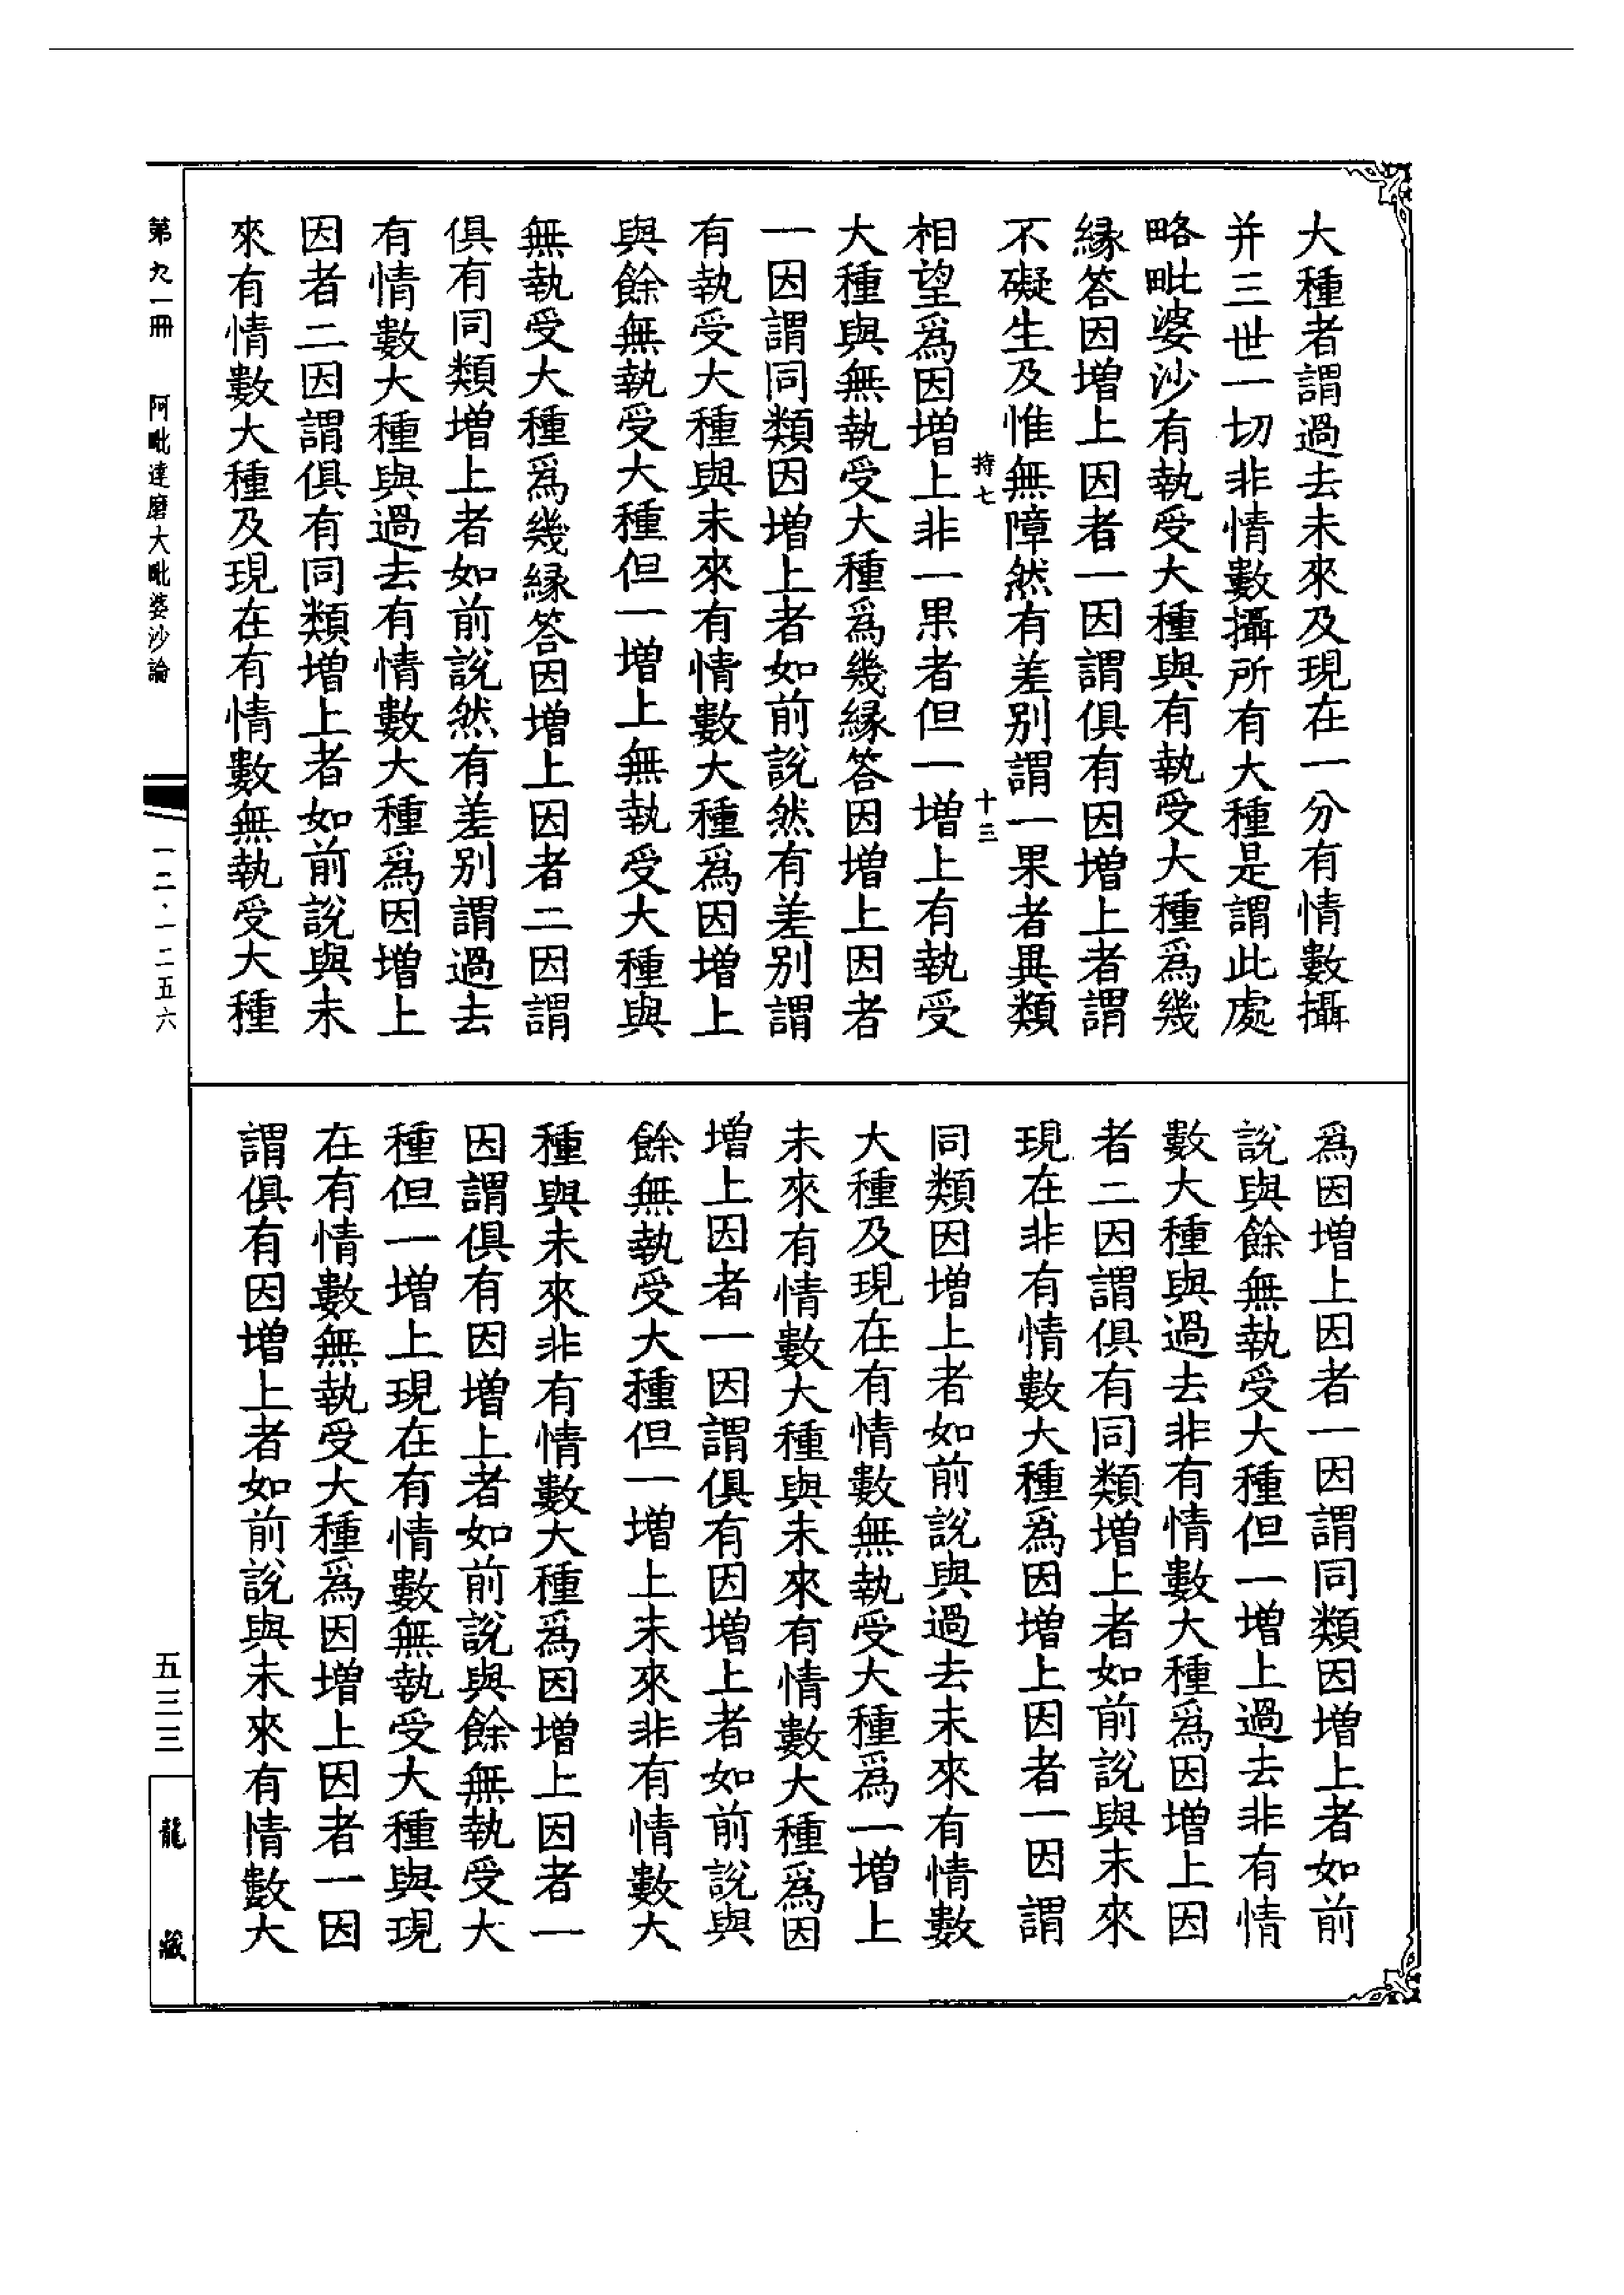 大種者謂過去未來及現在一分有情數攝
并三世一切非情數攝所有大種是謂此處
略毗婆沙有執受大種與有執受大種爲幾
緣答因增上因者一因謂俱有因增上者謂
不礙生及惟無障然有差別謂一果者異類
持七
十三
相望爲因增上非一果者但一增上有執受
大種與無執受大種爲幾緣答因增上因者
一因謂同類因增上者如前說然有差別謂
有執受大種與未來有情數大種爲因增上
與餘無執受大種但一增上無執受大種與
無執受大種爲幾緣答因增上因者二因謂
俱有同類增上者如前說然有差別謂過去
有情數大種與過去有情數大種爲因增上
因者二因謂俱有同類增上者如前說與未
來有情數大種及現在有情數無執受大種
爲因增上因者一因謂同類因增上者如前
說與餘無執受大種但一增上過去非有情
數大種與過去非有情數大種爲因增上因
者二因謂俱有同類增上者如前說與未來
現在非有情數大種爲因增上因者一因謂
同類因增上者如前說與過去未來有情數
大種及現在有情數無執受大種爲一增上
未來有情數大種與未來有情數大種爲因
增上因者一因謂俱有因增上者如前說與
餘無執受大種但一增上未來非有情數大
種與未來非有情數大種爲因增上因者一
因謂俱有因增上者如前說與餘無執受大
種但一增上現在有情數無執受大種與現
在有情數無執受大種爲因增上因者一因
謂俱有因增上者如前說與未來有情數大
第九一冊
阿毗達磨大毗婆沙論
一二·一二五六
五三三
龍藏